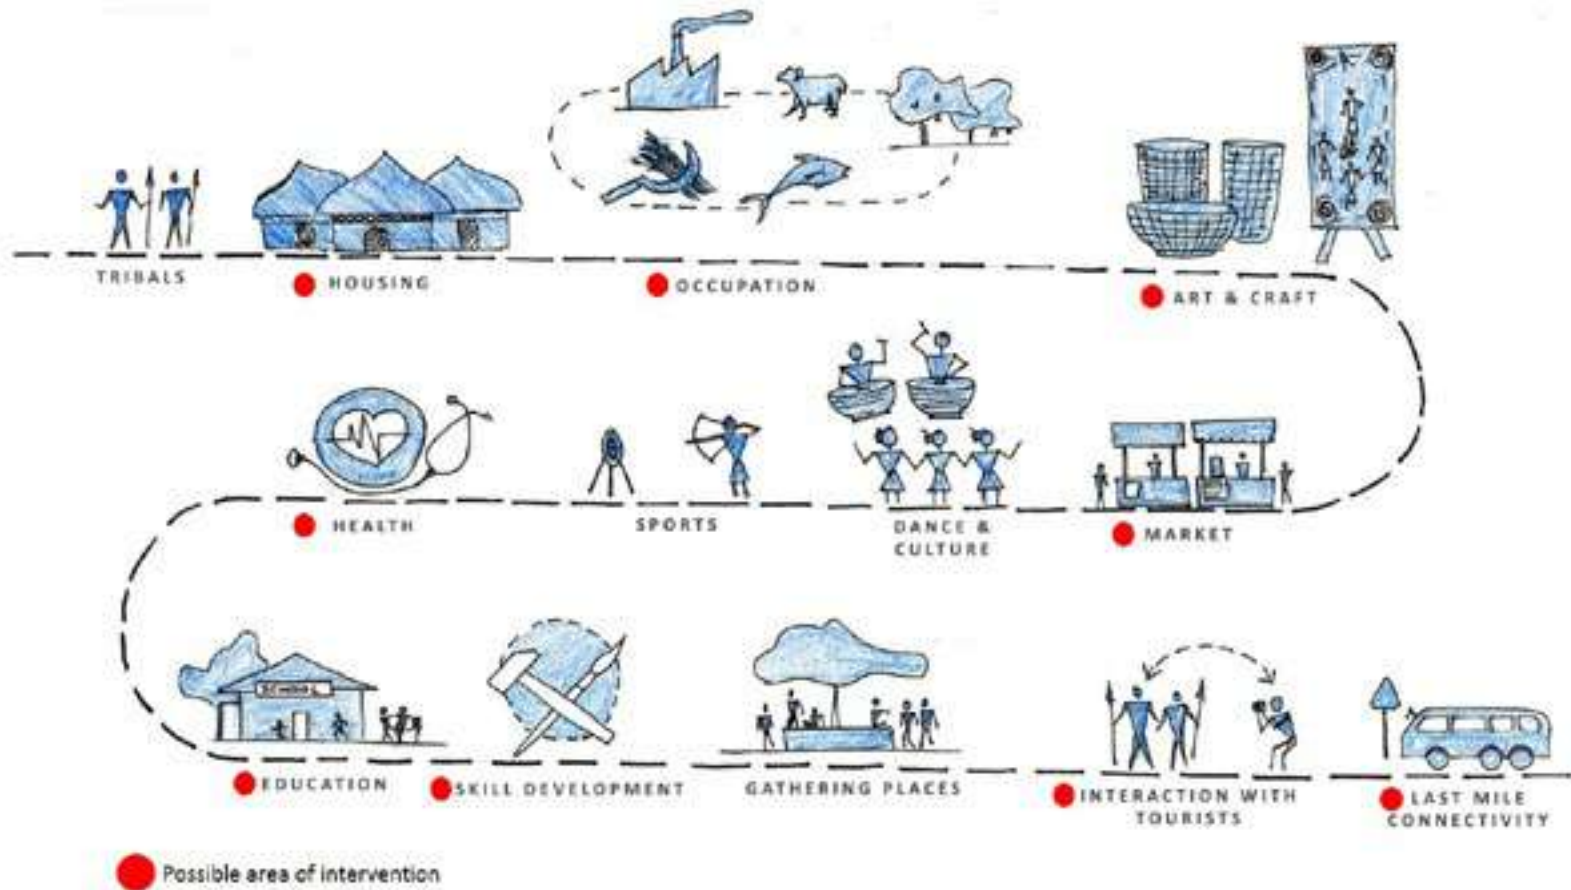 TRIBALS
HOUSING
OCCUPATION
ART & CRAFT
HEALTH
SPORTS
DANCE &
CULTURE
MARKET
SCHOOL
EDUCATION
SKILL DEVELOPMENT
GATHERING PLACES
INTERACTION WITH
TOURISTS
LAST MILE
CONNECTIVITY
Possible area of intervention